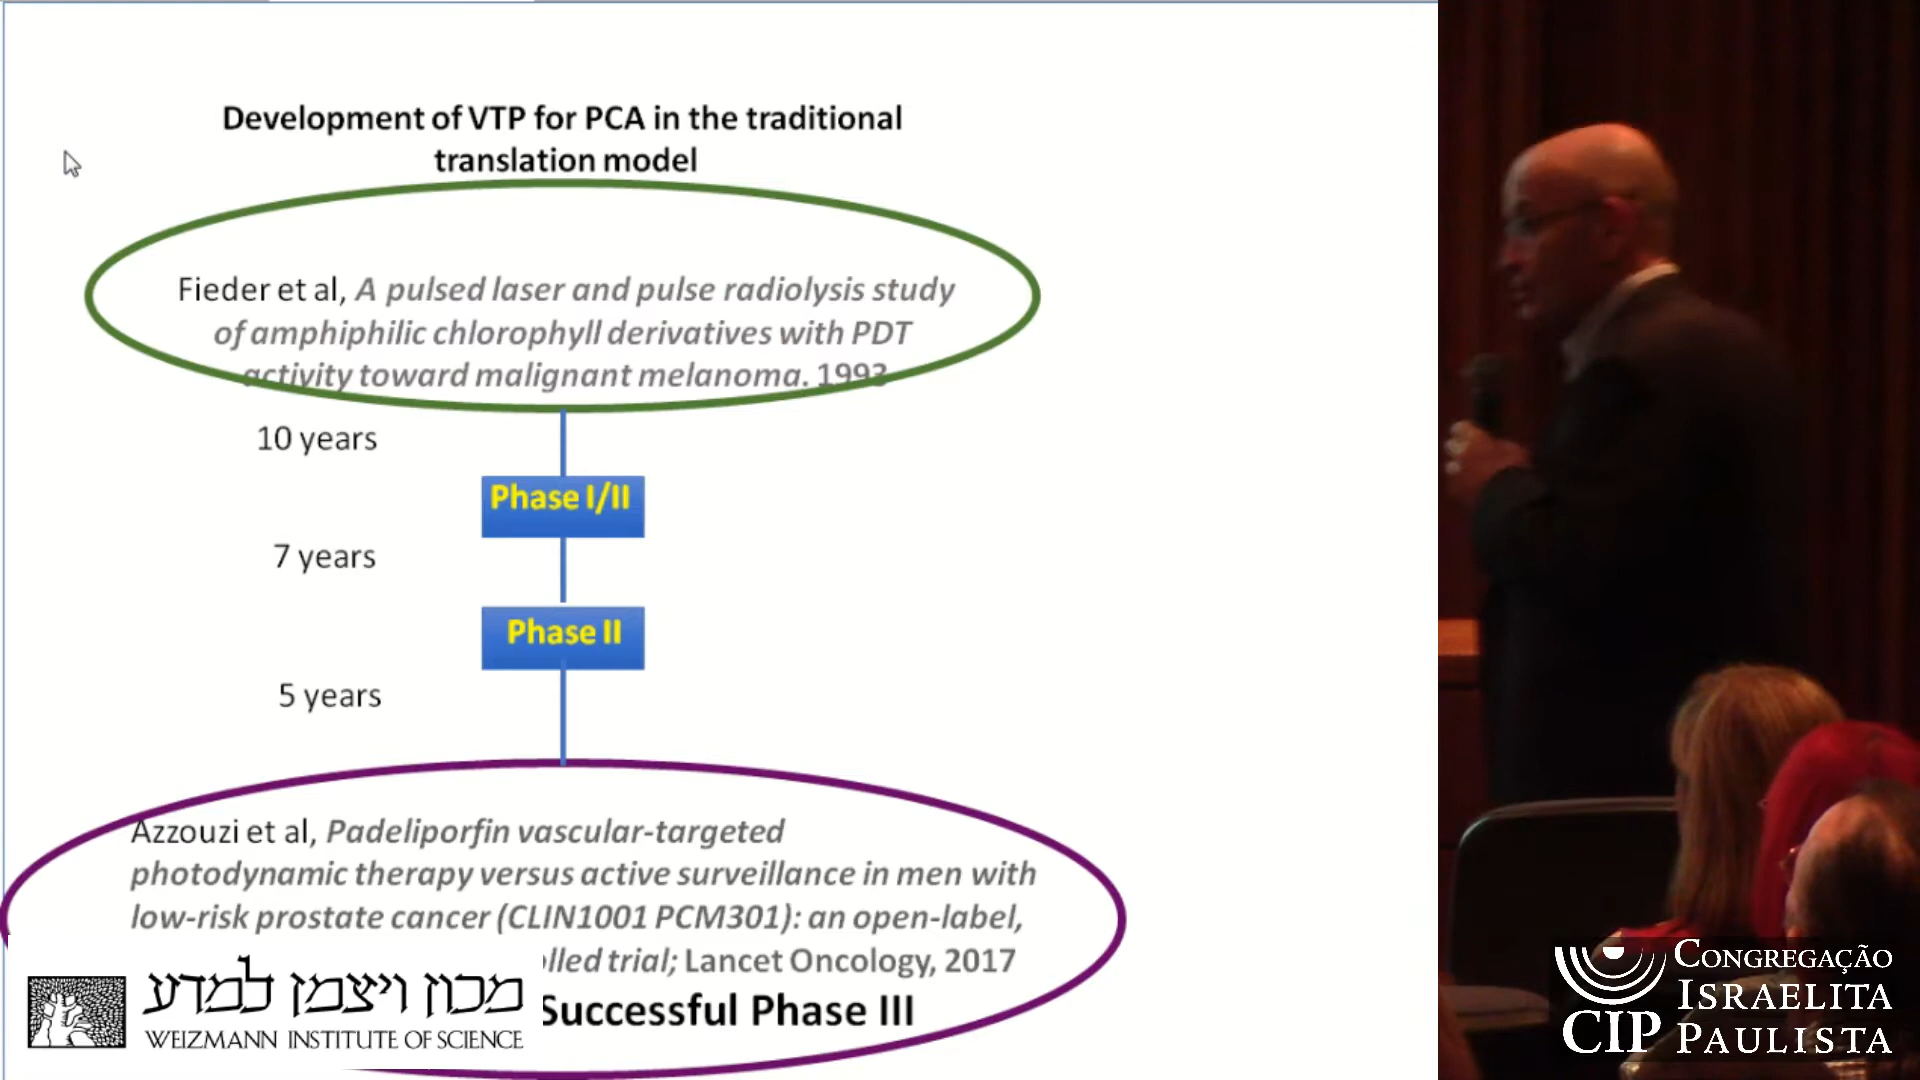 Development of VTP for PCA in the traditional
translation model
Fieder et al, A pulsed laser and pulse radiolysis study
of amphiphilic chlorophyll derivatives with PDT
activity toward malignant melanoma. 1993
10 years
Phase I/II
7 years
Phase II
5 years
Azzouzi et al, Padeliporfin vascular-targeted
photodynamic therapy versus active surveillance in men with
low-risk prostate cancer (CLIN1001 PCM301): an open-label,
trial; Lancet Oncology, 2017
Successful Phase III
מכון ויצמן למדע
WEIZMANN INSTITUTE OF SCIENCE
CONGREGAÇÃO
ISRAELITA
CIP PAULISTA